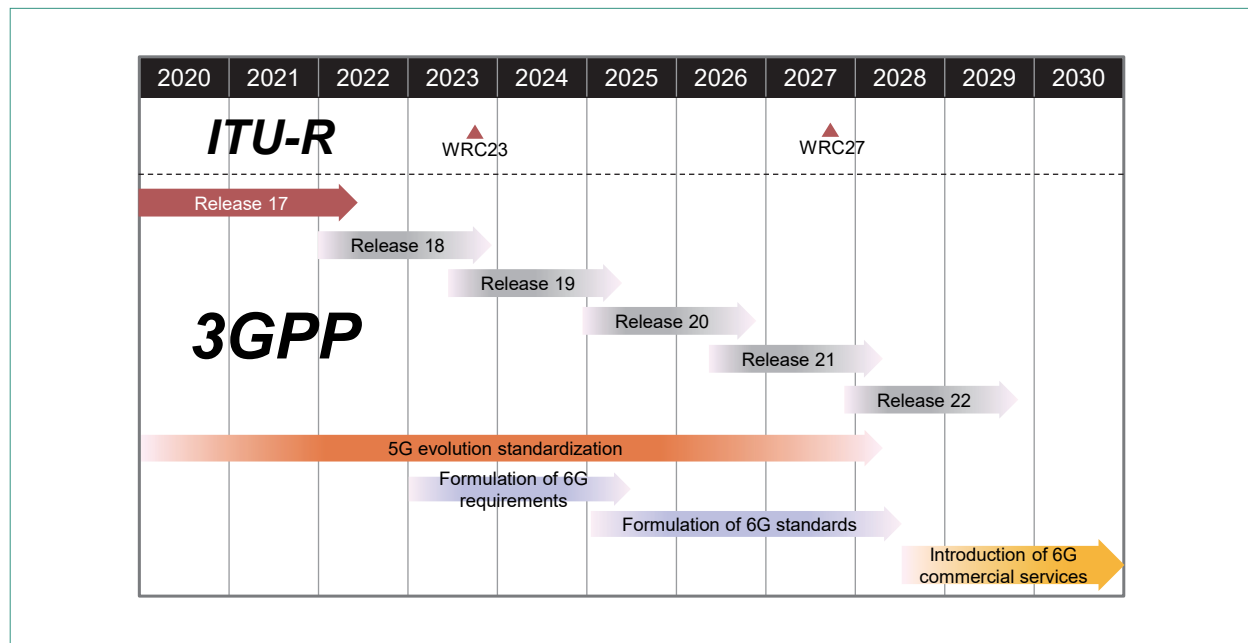 2020 2021 2022 2023 2024 2025 2026 2027 2028 2029 2030
ITU-R
WRC23 WRC27
Release 17
Release 18
Release 19
3GPP
Release 20
Release 21
Release 22
5G evolution standardization
Formulation of 6G
requirements
Formulation of 6G standards
Introduction of 6G
commercial services